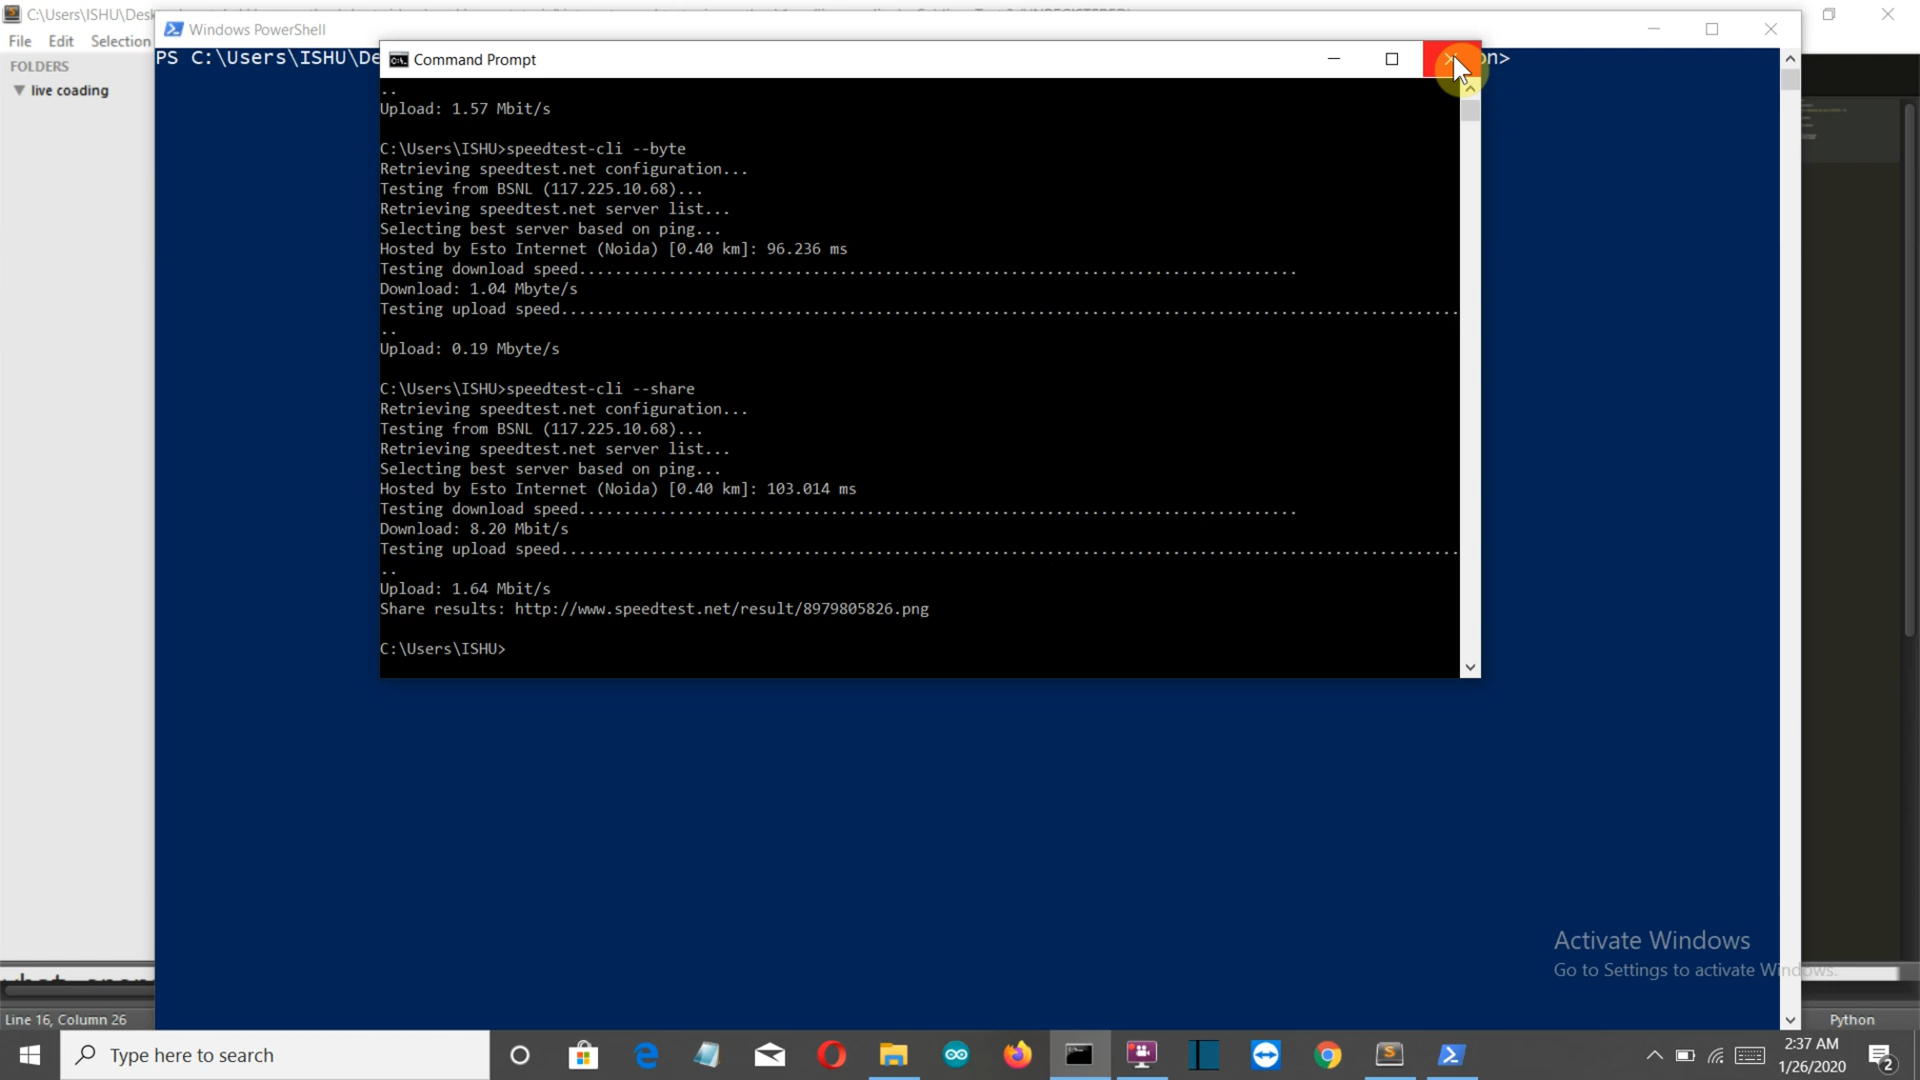 C:\Users\ISHU\Desk
File Edit Selection
FOLDERS
live coading
Windows PowerShell
PS C:\Users\ISHU\De
on>
Command Prompt
..
Upload: 1.57 Mbit/s
C:\Users\ISHU>speedtest-cli --byte
Retrieving speedtest.net configuration...
Testing from BSNL (117.225.10.68)...
Retrieving speedtest.net server list...
Selecting best server based on ping...
Hosted by Esto Internet (Noida) [0.40 km]: 96.236 ms
Testing download speed................................................................................
Download: 1.04 Mbyte/s
Testing upload speed....................................................................................................
..
Upload: 0.19 Mbyte/s
C:\Users\ISHU>speedtest-cli --share
Retrieving speedtest.net configuration...
Testing from BSNL (117.225.10.68)...
Retrieving speedtest.net server list...
Selecting best server based on ping...
Hosted by Esto Internet (Noida) [0.40 km]: 103.014 ms
Testing download speed................................................................................
Download: 8.20 Mbit/s
Testing upload speed....................................................................................................
..
Upload: 1.64 Mbit/s
Share results: http://www.speedtest.net/result/8979805826.png
C:\Users\ISHU>
Activate Windows
Go to Settings to activate Windows.
Line 16, Column 26
Python
Type here to search
2:37 AM
1/26/2020
2